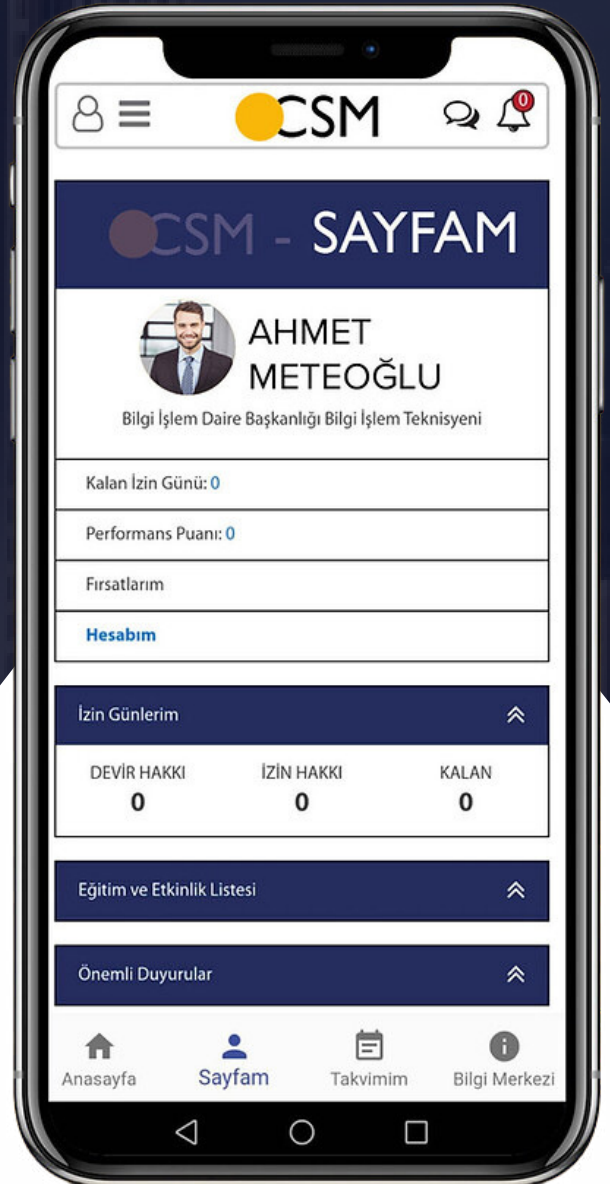 CSM
0
CSM - SAYFAM
AHMET
METEOĞLU
Bilgi İşlem Daire Başkanlığı Bilgi İşlem Teknisyeni
Kalan İzin Günü: 0
Performans Puanı: 0
Fırsatlarım
Hesabım
İzin Günlerim
DEVİR HAKKI İZİN HAKKI KALAN
0 0 0
Eğitim ve Etkinlik Listesi
Önemli Duyurular
Anasayfa Sayfam Takvimim Bilgi Merkezi